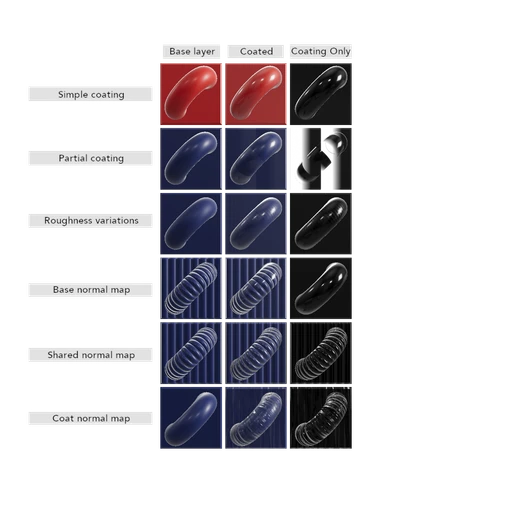 Base layer
Coated
Coating Only
Simple coating
Partial coating
Roughness variations
Base normal map
Shared normal map
Coat normal map